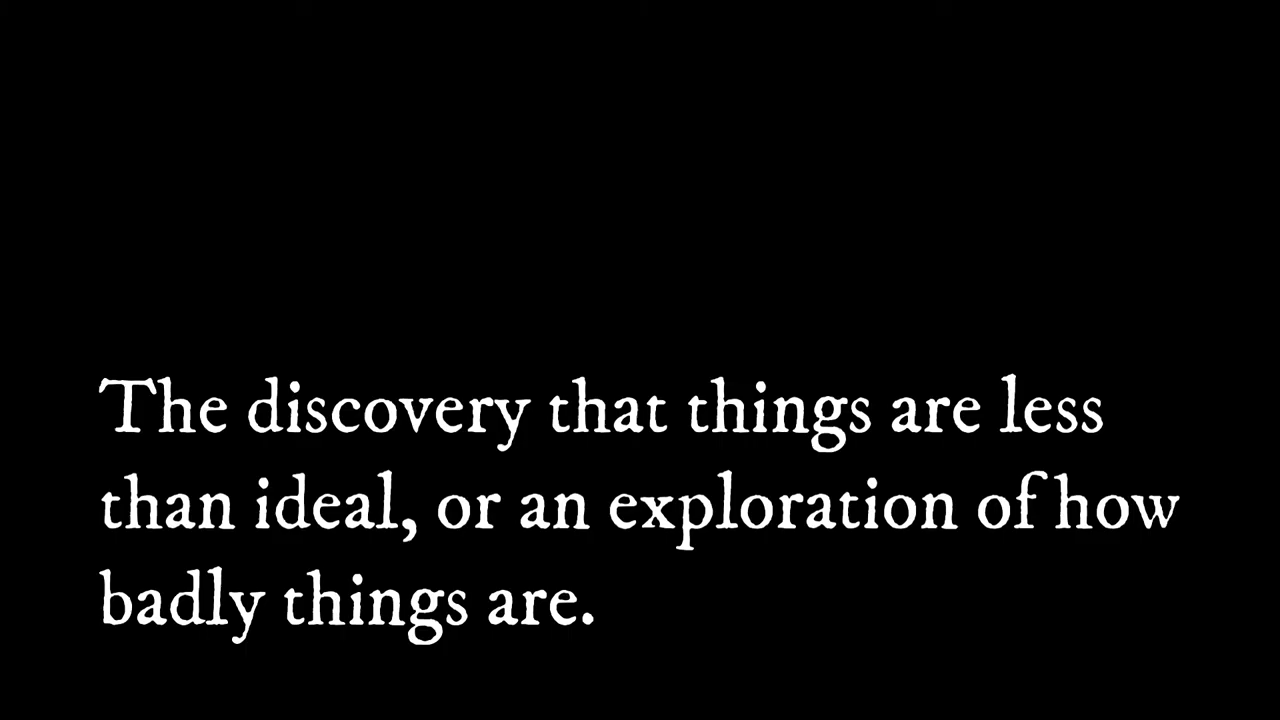 The discovery that things are less
than ideal, or an exploration of how
badly things are.